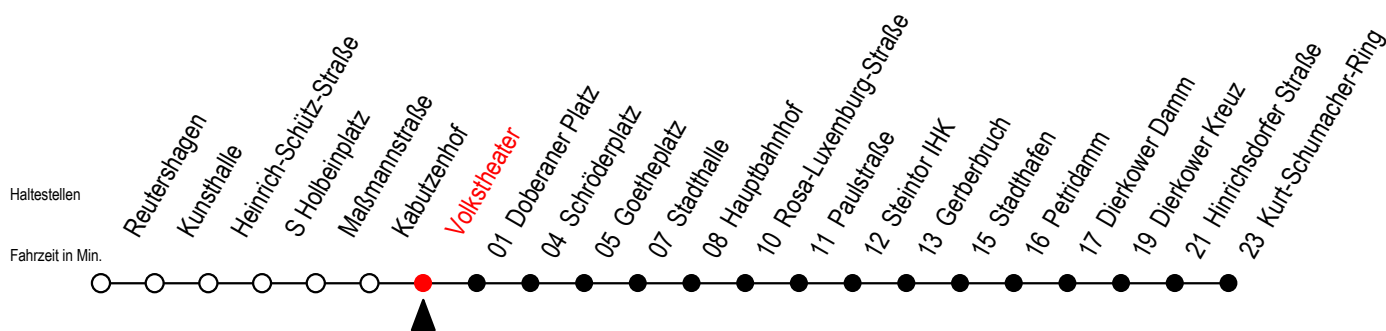 Haltestellen
Fahrzeit in Min.
Reutershagen
Kunsthalle
Heinrich-Schütz-Straße
S Holbeinplatz
Maßmannstraße
Kabutzenhof
Volkstheater
01 Doberaner Platz
04 Schröderplatz
05 Goetheplatz
07 Stadthalle
08 Hauptbahnhof
10 Rosa-Luxemburg-Straße
11 Paulstraße
12 Steintor IHK
13 Gerberbruch
15 Stadthafen
16 Petridamm
17 Dierkower Damm
19 Dierkower Kreuz
21 Hinrichsdorfer Straße
23 Kurt-Schumacher-Ring